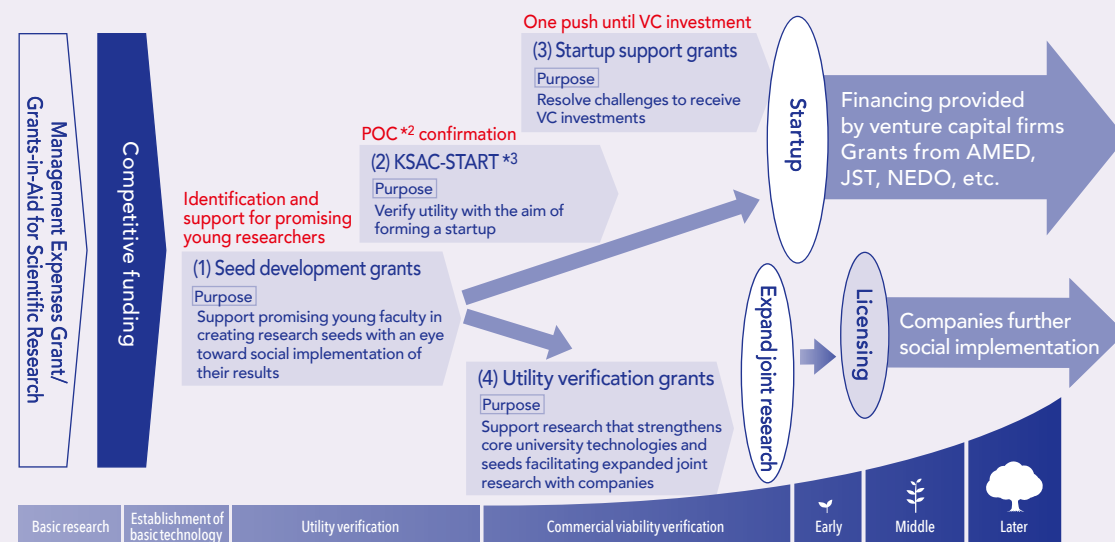 Management Expenses Grant/
Grants-in-Aid for Scientific Research
Competitive funding
Identification and
support for promising
young researchers
(1) Seed development grants
Purpose
Support promising young faculty in
creating research seeds with an eye
toward social implementation of
their results
POC *2 confirmation
(2) KSAC-START *3
Purpose
Verify utility with the aim of
forming a startup
One push until VC investment
(3) Startup support grants
Purpose
Resolve challenges to receive
VC investments
Startup
Financing provided
by venture capital firms
Grants from AMED,
JST, NEDO, etc.
(4) Utility verification grants
Purpose
Support research that strengthens
core university technologies and
seeds facilitating expanded joint
research with companies
Expand joint research
Licensing
Companies further
social implementation
Basic research
Establishment of
basic technology
Utility verification
Commercial viability verification
Early
Middle
Later